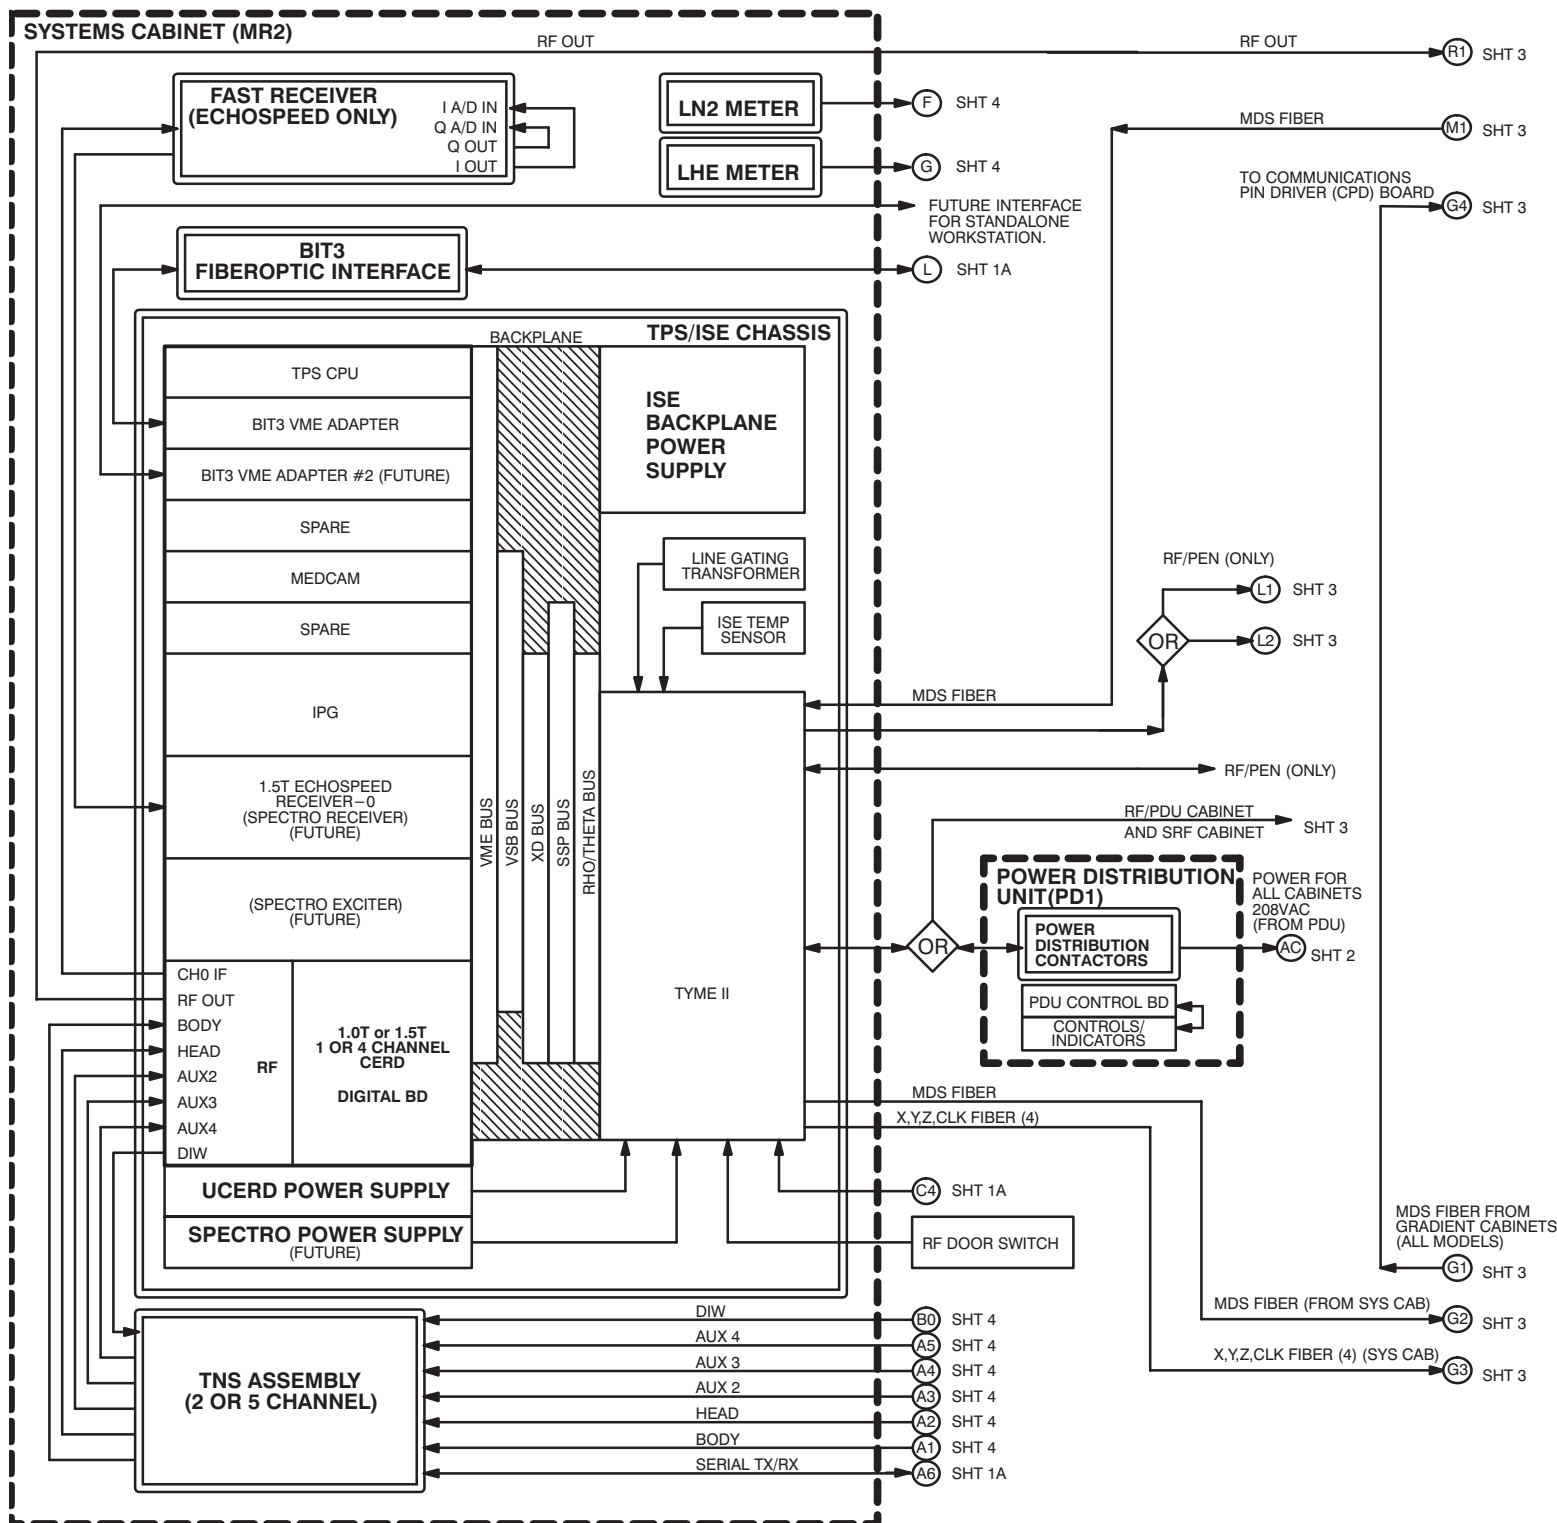 SYSTEMS CABINET (MR2)
RF OUT
RF OUT
R1 SHT 3
FAST RECEIVER
(ECHOSPEED ONLY)
I A/D IN
Q A/D IN
Q OUT
I OUT
LN2 METER
F SHT 4
LHE METER
G SHT 4
MDS FIBER
M1 SHT 3
TO COMMUNICATIONS
PIN DRIVER (CPD) BOARD
G4 SHT 3
FUTURE INTERFACE
FOR STANDALONE
WORKSTATION.
BIT3
FIBEROPTIC INTERFACE
L SHT 1A
TPS/ISE CHASSIS
BACKPLANE
TPS CPU
BIT3 VME ADAPTER
BIT3 VME ADAPTER #2 (FUTURE)
SPARE
MEDCAM
SPARE
IPG
1.5T ECHOSPEED
RECEIVER−0
(SPECTRO RECEIVER)
(FUTURE)
(SPECTRO EXCITER)
(FUTURE)
VME BUS
VSB BUS
XD BUS
SSP BUS
RHO/THETA BUS
ISE
BACKPLANE
POWER
SUPPLY
LINE GATING
TRANSFORMER
ISE TEMP
SENSOR
TYME II
RF/PEN (ONLY)
L1 SHT 3
OR
L2 SHT 3
MDS FIBER
RF/PEN (ONLY)
RF/PDU CABINET
AND SRF CABINET
SHT 3
OR
POWER DISTRIBUTION
UNIT(PD1)
POWER
DISTRIBUTION
CONTACTORS
PDU CONTROL BD
CONTROLS/
INDICATORS
POWER FOR
ALL CABINETS
208VAC
(FROM PDU)
AC SHT 2
CH0 IF
RF OUT
BODY
HEAD
AUX2
AUX3
AUX4
DIW
RF
1.0T or 1.5T
1 OR 4 CHANNEL
CERD
DIGITAL BD
MDS FIBER
X,Y,Z,CLK FIBER (4)
UCERD POWER SUPPLY
SPECTRO POWER SUPPLY
(FUTURE)
C4 SHT 1A
RF DOOR SWITCH
MDS FIBER FROM
GRADIENT CABINETS
(ALL MODELS)
G1 SHT 3
MDS FIBER (FROM SYS CAB)
G2 SHT 3
X,Y,Z,CLK FIBER (4) (SYS CAB)
G3 SHT 3
TNS ASSEMBLY
(2 OR 5 CHANNEL)
DIW B0 SHT 4
AUX 4 A5 SHT 4
AUX 3 A4 SHT 4
AUX 2 A3 SHT 4
HEAD A2 SHT 4
BODY A1 SHT 4
SERIAL TX/RX A6 SHT 1A